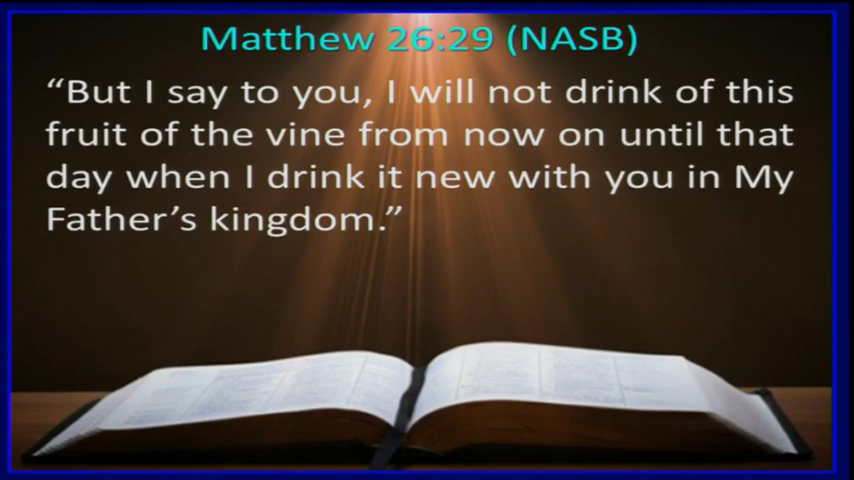 Matthew 26:29 (NASB)
“But I say to you, I will not drink of this
fruit of the vine from now on until that
day when I drink it new with you in My
Father’s kingdom.”